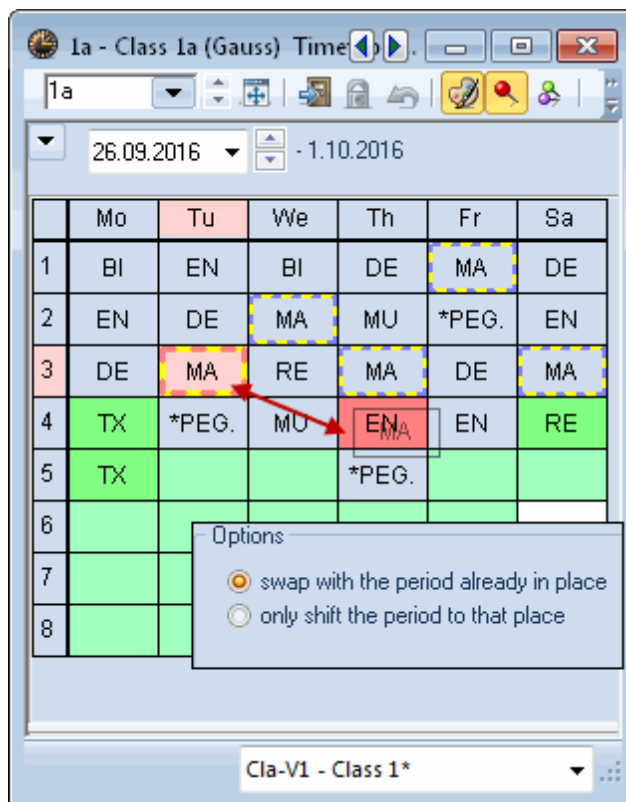 1a - Class 1a (Gauss) Time
1a
26.09.2016 - 1.10.2016
Mo Tu We Th Fr Sa
1 BI EN BI DE MA DE
2 EN DE MA MU *PEG. EN
3 DE MA RE MA DE MA
4 TX *PEG. MU EN MA EN RE
5 TX *PEG.
6
Options
7 swap with the period already in place
8 only shift the period to that place
Cla-V1 - Class 1*